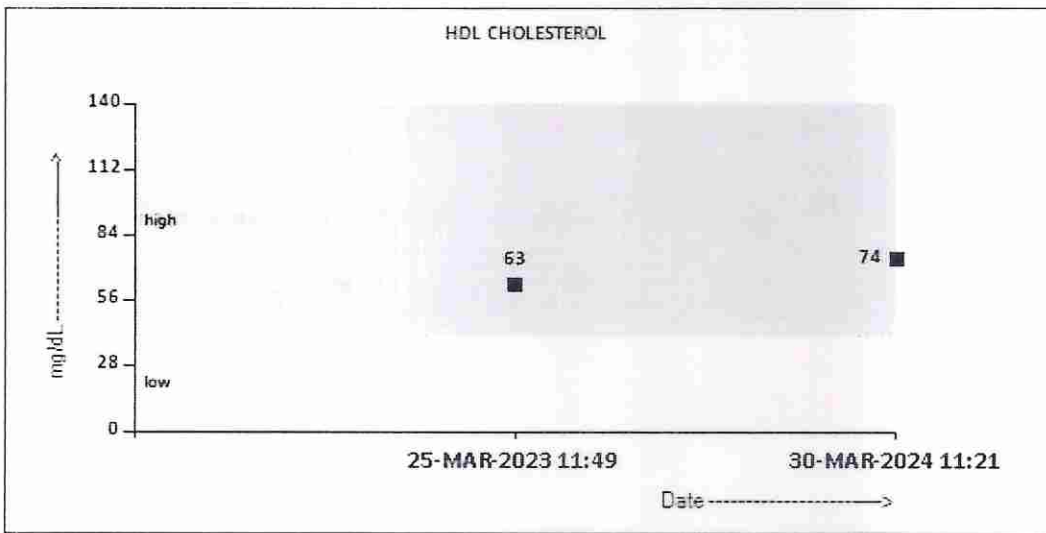 HDL CHOLESTEROL
140
112
high
84
63
74
56
28
low
0
mg/dL
25-MAR-2023 11:49
30-MAR-2024 11:21
Date